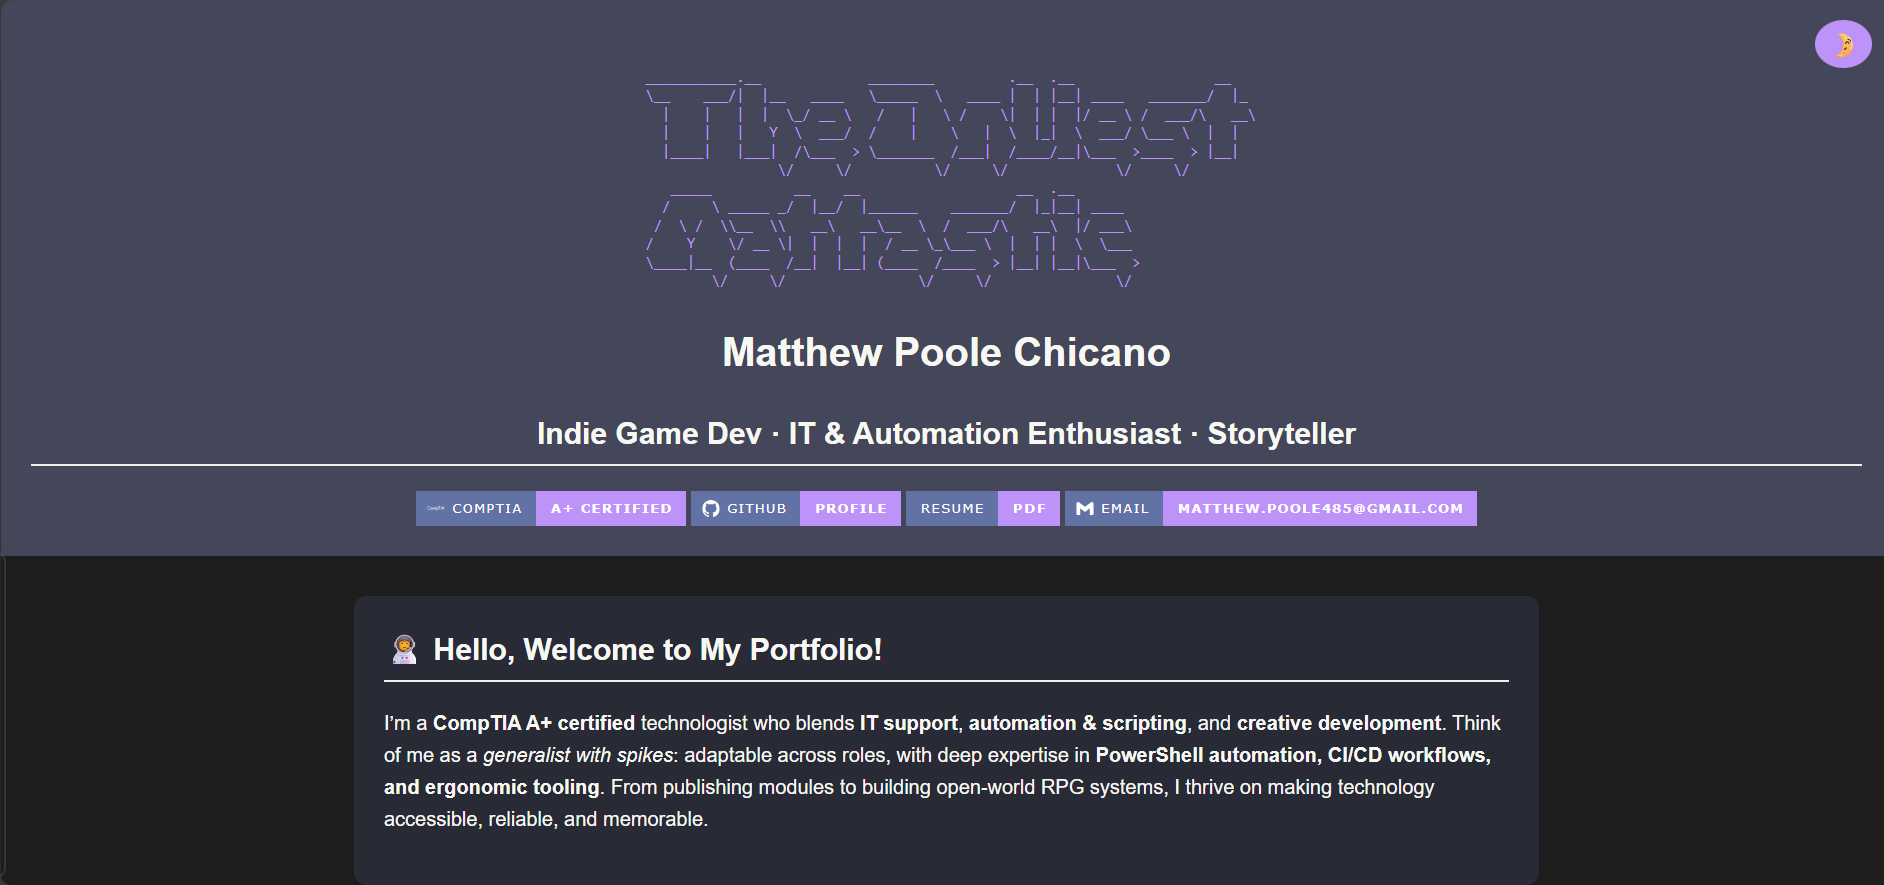 The Onliest
Mattastic
Matthew Poole Chicano
Indie Game Dev · IT & Automation Enthusiast · Storyteller
CompTIA COMPTIA A+ CERTIFIED GITHUB PROFILE RESUME PDF EMAIL MATTHEW.POOLE485@GMAIL.COM
Hello, Welcome to My Portfolio!
I’m a CompTIA A+ certified technologist who blends IT support, automation & scripting, and creative development. Think
of me as a generalist with spikes: adaptable across roles, with deep expertise in PowerShell automation, CI/CD workflows,
and ergonomic tooling. From publishing modules to building open-world RPG systems, I thrive on making technology
accessible, reliable, and memorable.